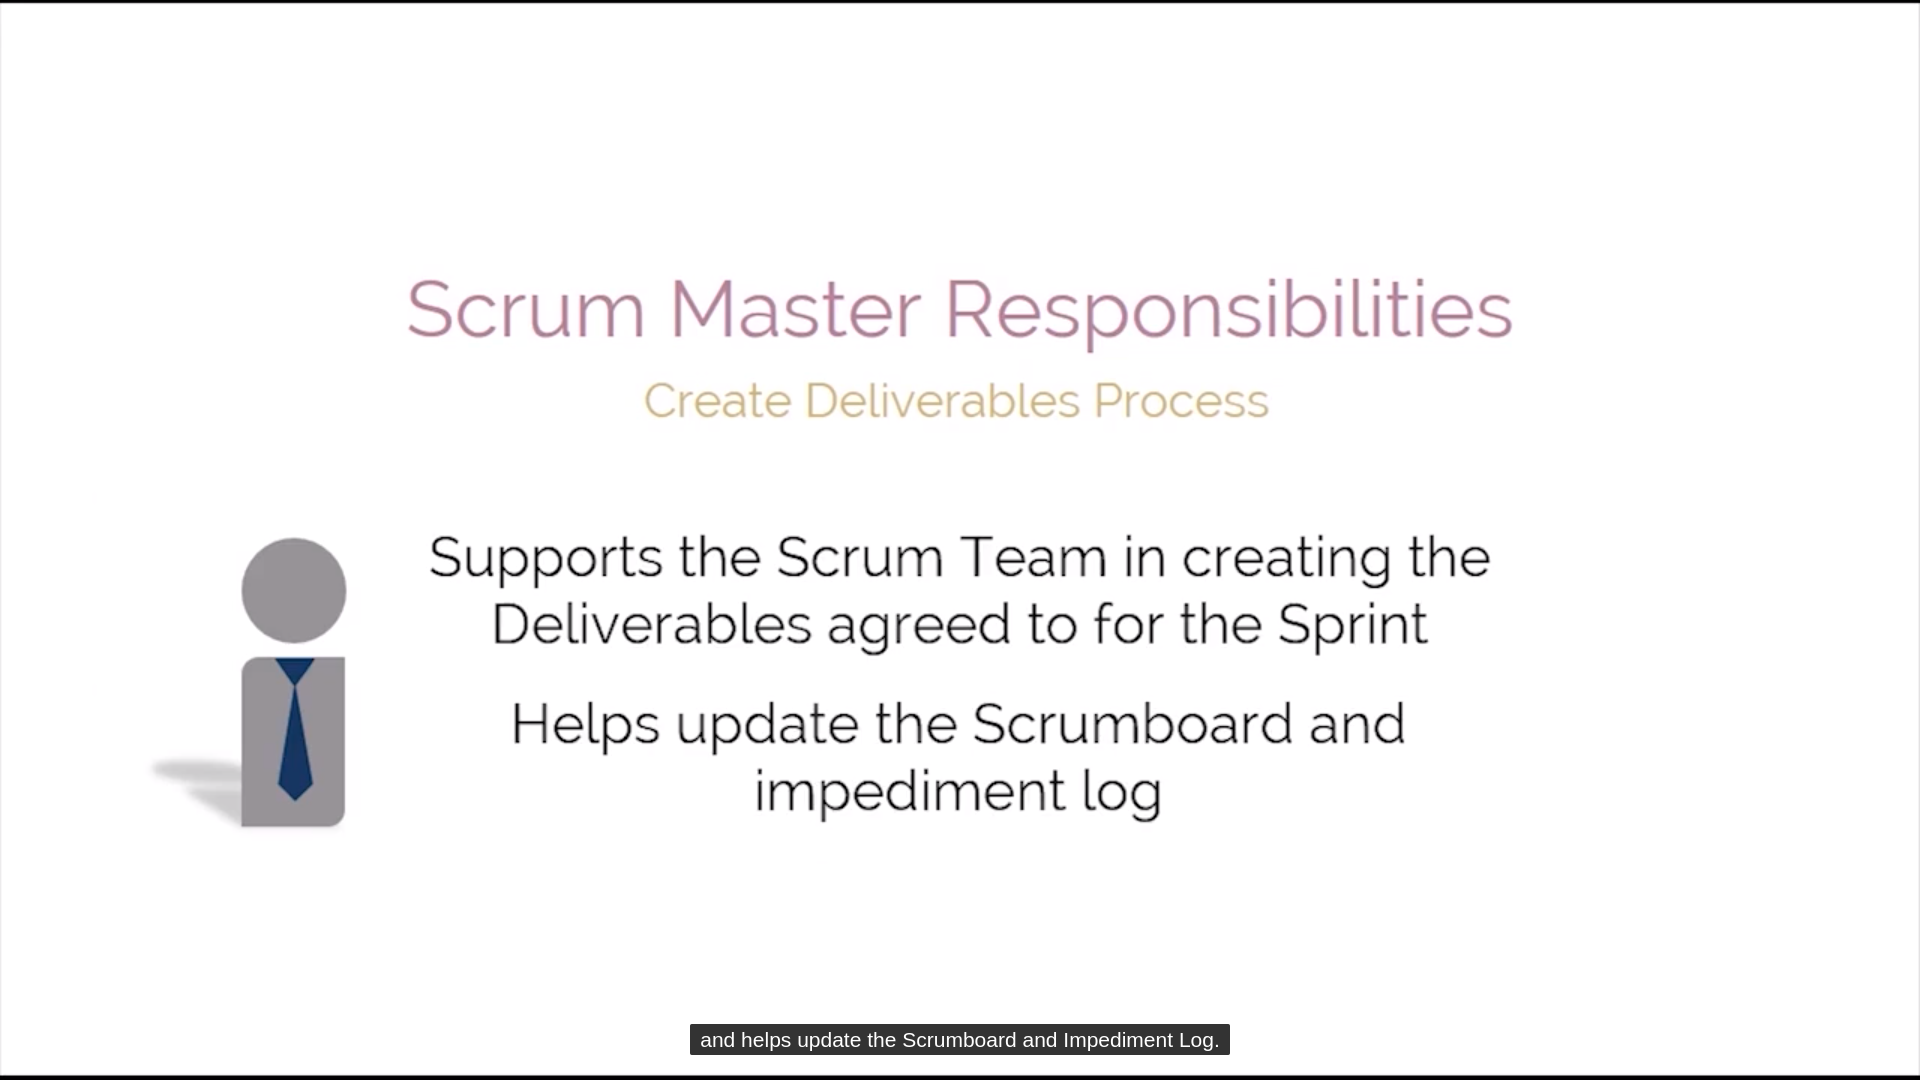 Scrum Master Responsibilities
Create Deliverables Process
Supports the Scrum Team in creating the
Deliverables agreed to for the Sprint
Helps update the Scrumboard and
impediment log
and helps update the Scrumboard and Impediment Log.